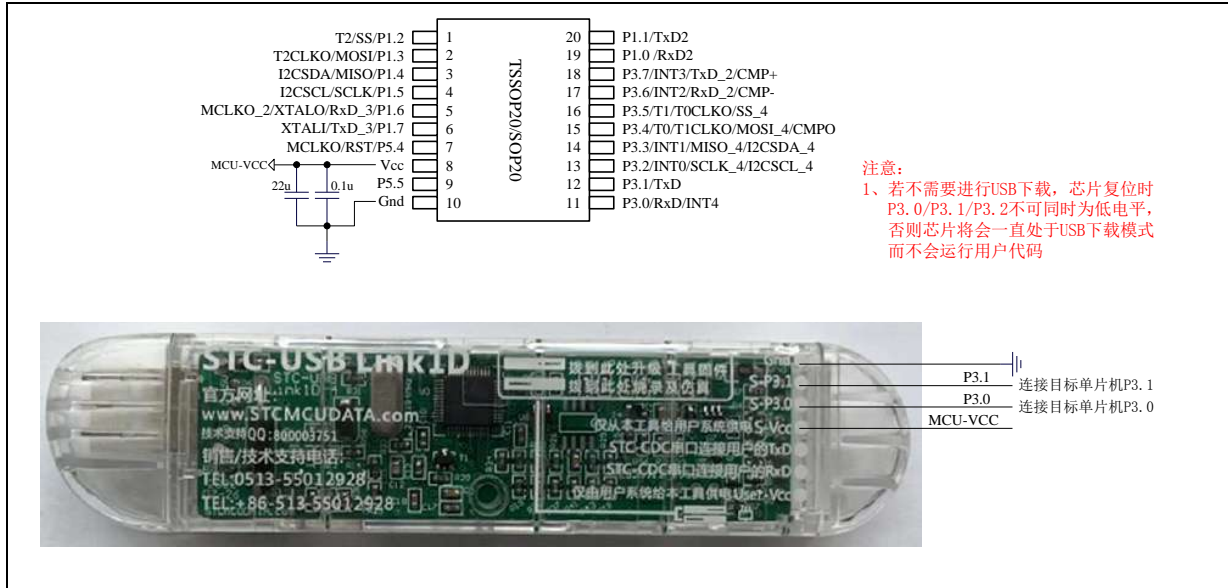 T2/SS/P1.2 1
T2CLKO/MOSI/P1.3 2
I2CSDA/MISO/P1.4 3
I2CSCL/SCLK/P1.5 4
MCLKO_2/XTALO/RxD_3/P1.6 5
XTALI/TxD_3/P1.7 6
MCLKO/RST/P5.4 7
MCU-VCC Vcc 8
P5.5 9
Gnd 10
22u 0.1u
TSSOP20/SOP20
20 P1.1/TxD2
19 P1.0 /RxD2
18 P3.7/INT3/TxD_2/CMP+
17 P3.6/INT2/RxD_2/CMP-
16 P3.5/T1/T0CLKO/SS_4
15 P3.4/T0/T1CLKO/MOSI_4/CMPO
14 P3.3/INT1/MISO_4/I2CSDA_4
13 P3.2/INT0/SCLK_4/I2CSCL_4
12 P3.1/TxD
11 P3.0/RxD/INT4
注意：
1、若不需要进行USB下载，芯片复位时
P3.0/P3.1/P3.2不可同时为低电平，
否则芯片将会一直处于USB下载模式
而不会运行用户代码
STC-USB Link1D
官方网址:
www.STCMCUDATA.com
技术支持QQ:800003751
销售/技术支持电话:
TEL:0513-55012928
TEL:+86-513-55012928
拨到此处升级工具固件
拨到此处烧录及仿真
Gnd
S-P3.1
S-P3.0
仅从本工具给用户系统供电 S-Vcc
STC-CDC串口连接用户的TxD
STC-CDC串口连接用户的RxD
仅由用户系统给本工具供电 User-Vcc
P3.1 连接目标单片机P3.1
P3.0 连接目标单片机P3.0
MCU-VCC